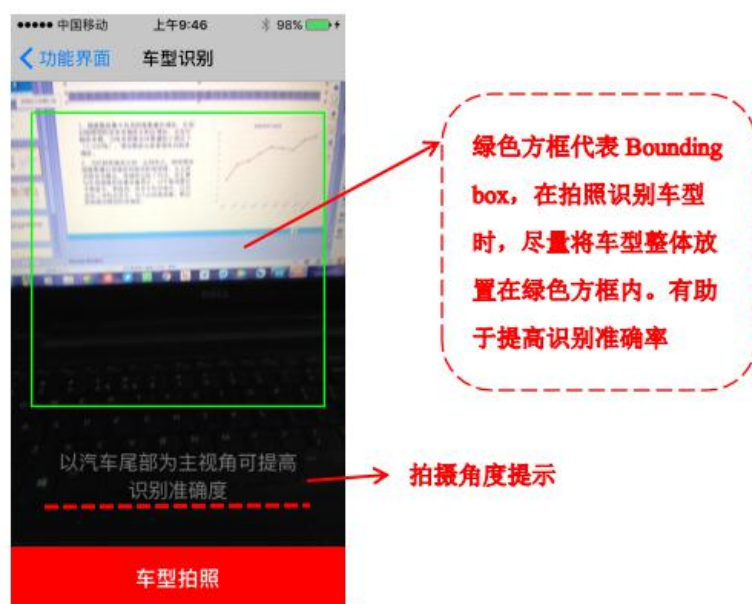 中国移动 上午9:46 98%
功能界面 车型识别
绿色方框代表 Bounding
box，在拍照识别车型
时，尽量将车型整体放
置在绿色方框内。有助
于提高识别准确率
以汽车尾部为主视角可提高
识别准确度
拍摄角度提示
车型拍照